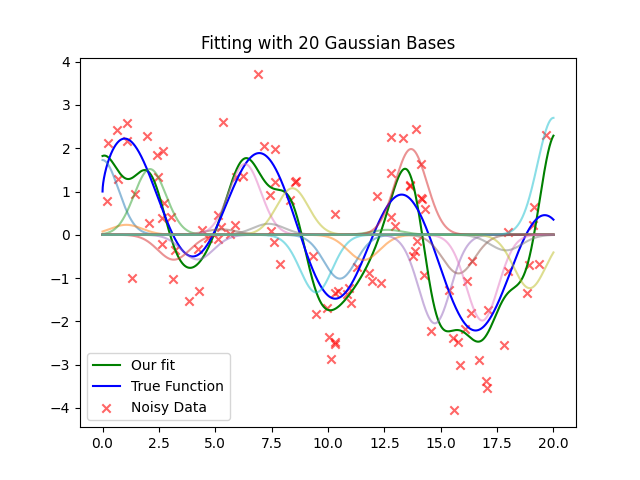 Fitting with 20 Gaussian Bases
4
3
2
1
0
−1
−2
−3
−4
Our fit
True Function
Noisy Data
0.0 2.5 5.0 7.5 10.0 12.5 15.0 17.5 20.0